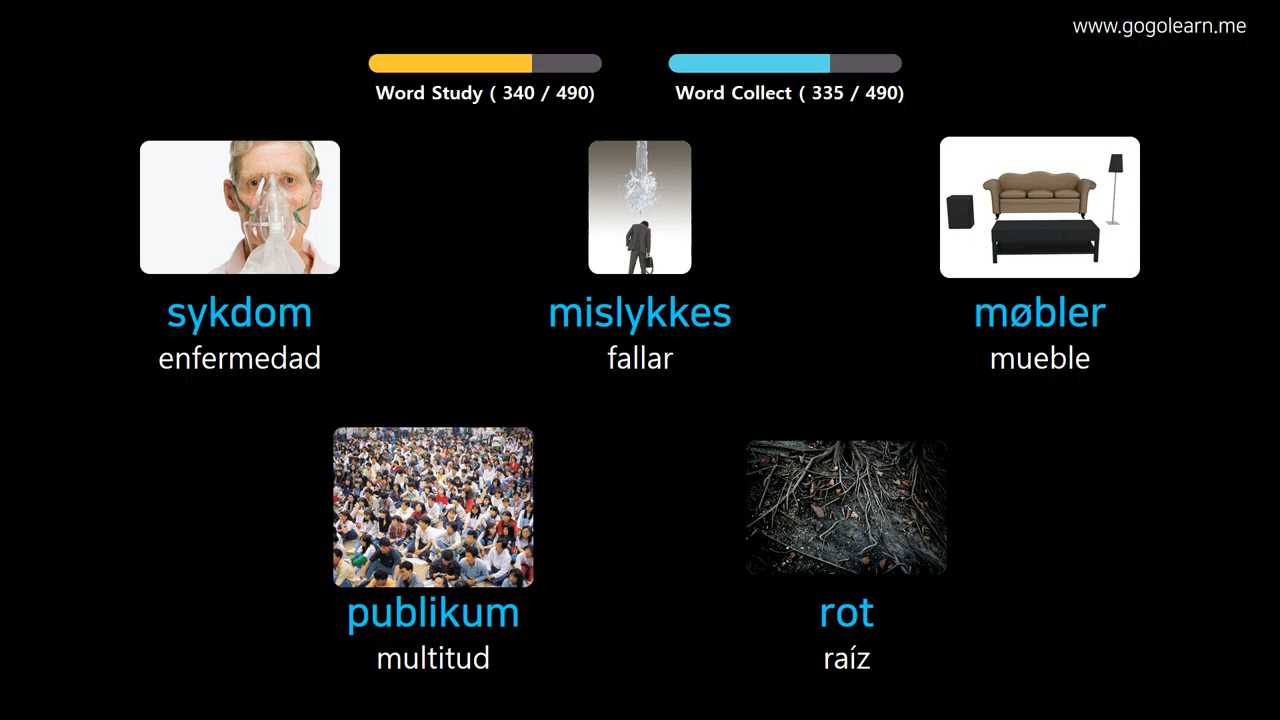 www.gogolearn.me
Word Study ( 340 / 490)
Word Collect ( 335 / 490)
sykdom
enfermedad
mislykkes
fallar
møbler
mueble
publikum
multitud
rot
raíz